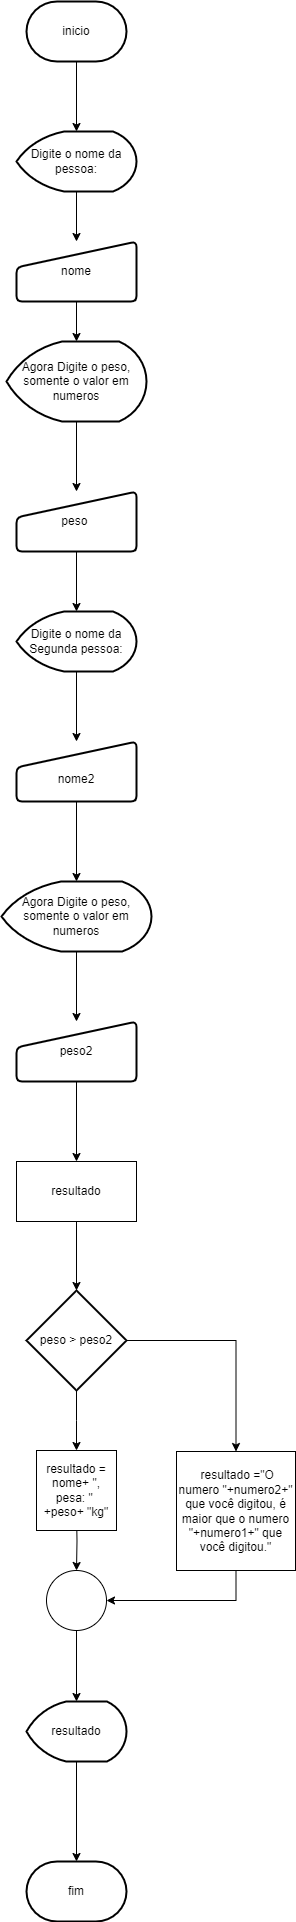 inicio
Digite o nome da
pessoa:
nome
Agora Digite o peso,
somente o valor em
numeros
peso
Digite o nome da
Segunda pessoa:
nome2
Agora Digite o peso,
somente o valor em
numeros
peso2
resultado
peso > peso2
resultado =
nome+ ",
pesa: "
+peso+ "kg"
resultado ="O
numero "+numero2+"
que você digitou, é
maior que o numero
"+numero1+" que
você digitou."
resultado
fim